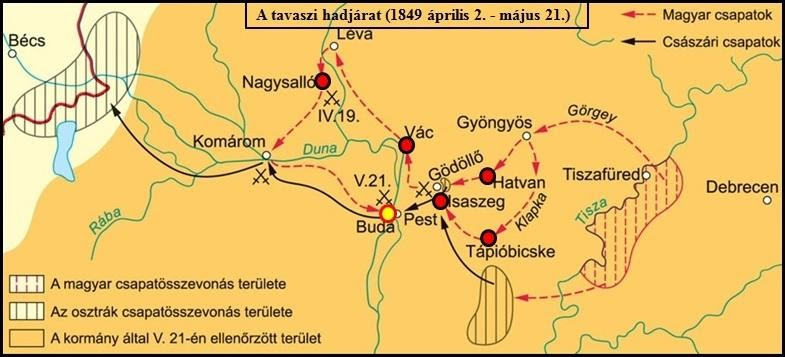 A tavaszi hadjárat (1849 április 2. - május 21.)
Magyar csapatok
Császári csapatok
Bécs
Léva
Nagysalló
IV.19.
Komárom
Duna
Vác
Gyöngyös
Görgey
Gödöllő
Hatvan
Tiszafüred
Debrecen
V.21.
Isaszeg
Klapka
Tisza
Rába
Buda
Pest
Tápióbicske
A magyar csapatösszevonás területe
Az osztrák csapatösszevonás területe
A kormány által V. 21-én ellenőrzött terület